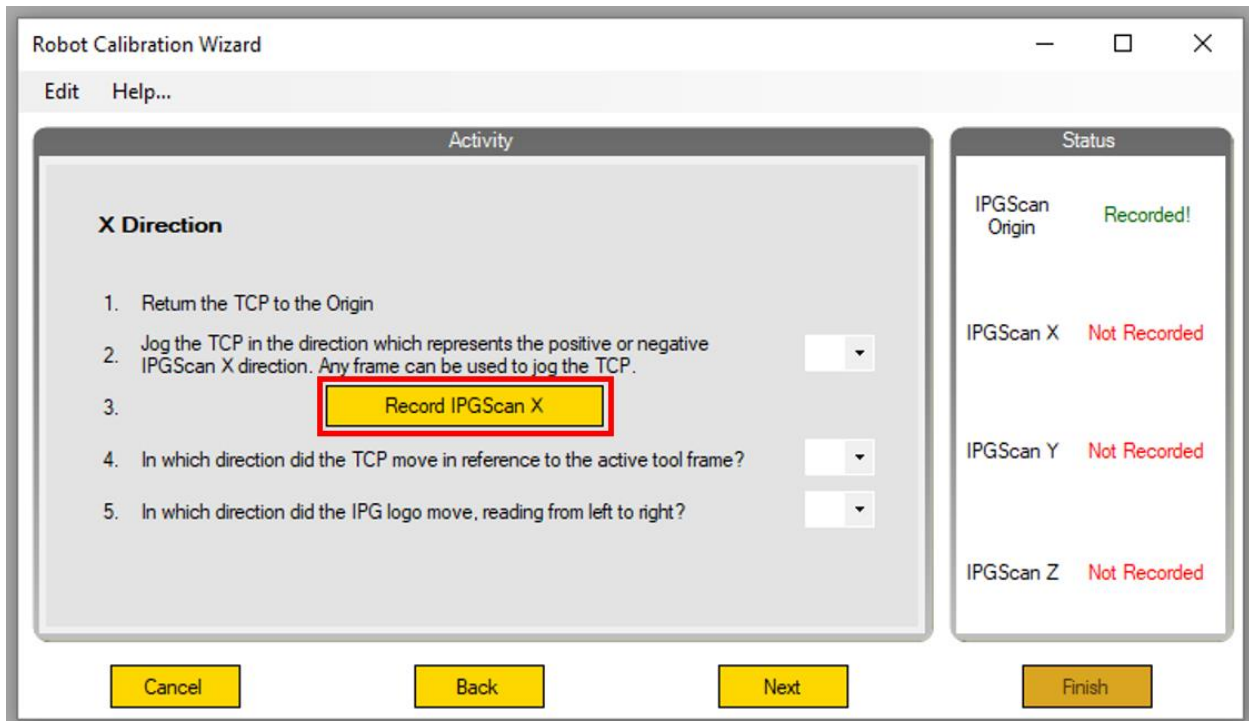 Robot Calibration Wizard
Edit Help...
Activity
X Direction
1. Return the TCP to the Origin
2. Jog the TCP in the direction which represents the positive or negative
IPGScan X direction. Any frame can be used to jog the TCP.
3. Record IPGScan X
4. In which direction did the TCP move in reference to the active tool frame?
5. In which direction did the IPG logo move, reading from left to right?
Status
IPGScan
Origin
Recorded!
IPGScan X Not Recorded
IPGScan Y Not Recorded
IPGScan Z Not Recorded
Cancel Back Next Finish